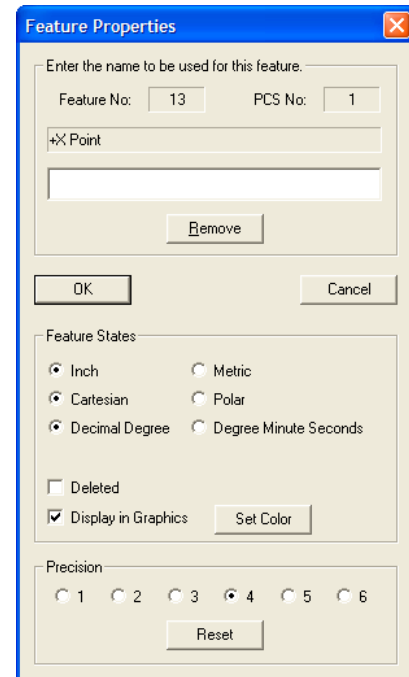 Feature Properties
Enter the name to be used for this feature.
Feature No: 13 PCS No: 1
+X Point
Remove
OK Cancel
Feature States
Inch Metric
Cartesian Polar
Decimal Degree Degree Minute Seconds
Deleted
Display in Graphics Set Color
Precision
1 2 3 4 5 6
Reset